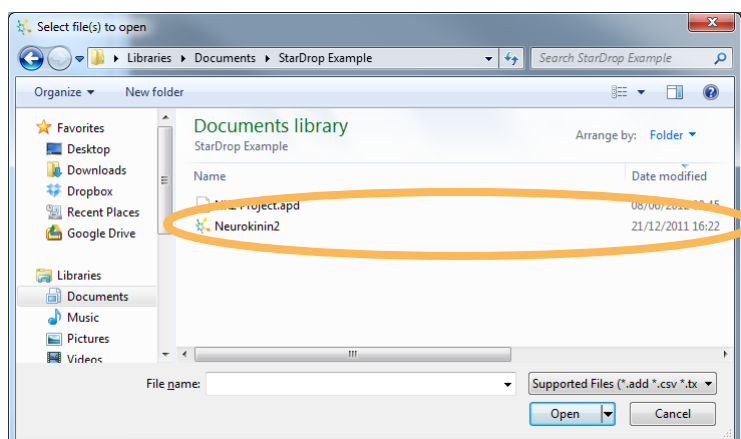 Select file(s) to open
Libraries Documents StarDrop Example Search StarDrop Example
Organize New folder
Favorites
Desktop
Downloads
Dropbox
Recent Places
Google Drive
Libraries
Documents
Music
Pictures
Videos
Documents library
StarDrop Example
Arrange by: Folder
Name Date modified
Project.apd
Neurokinin2 21/12/2011 16:22
File name: Supported Files (*.add *.csv *.tx
Open Cancel